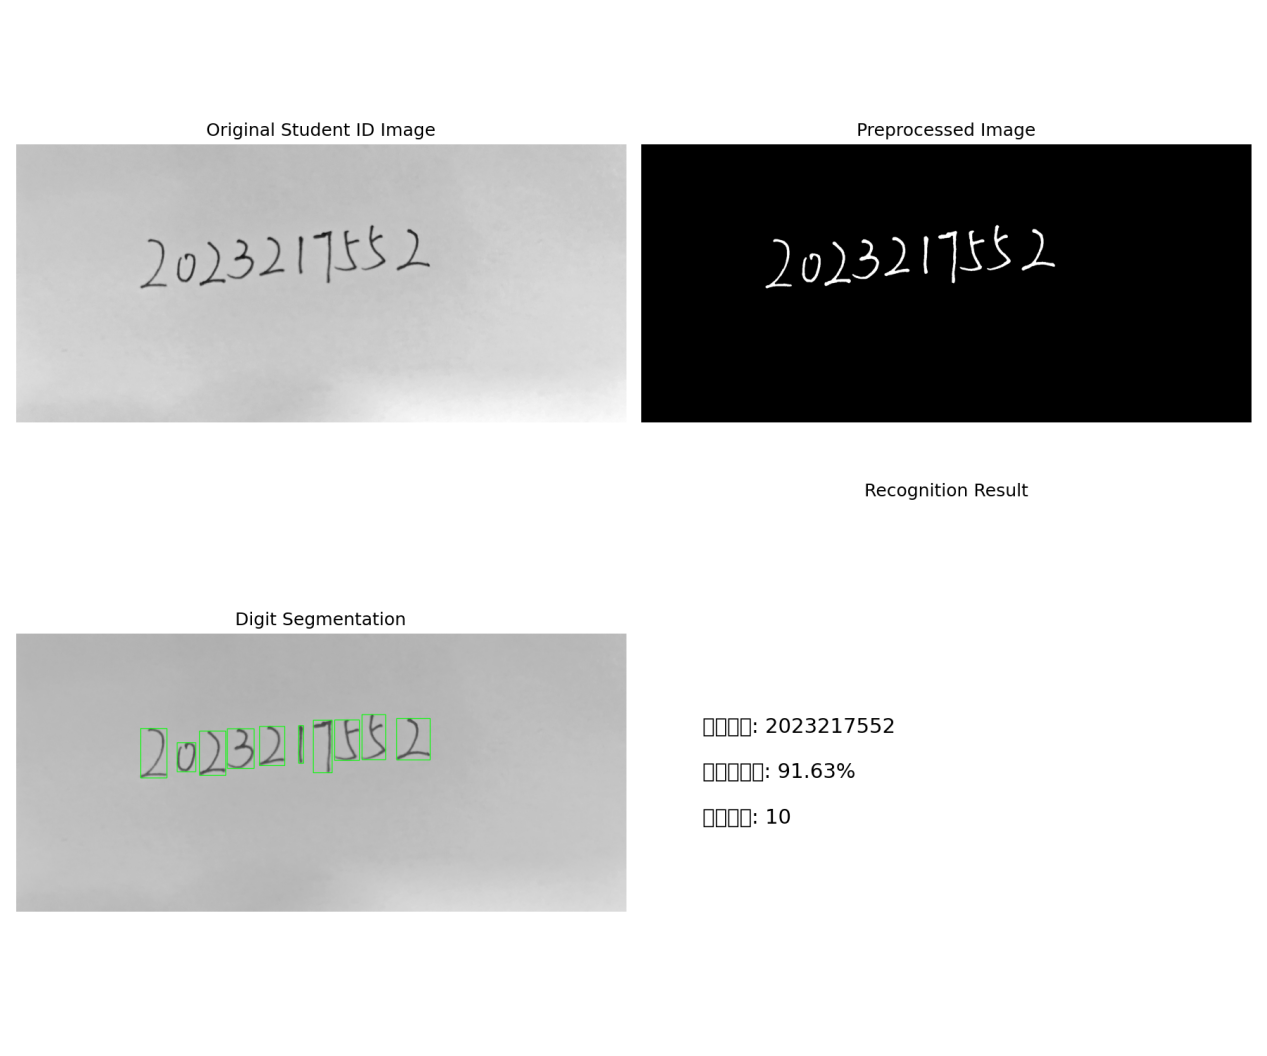 Original Student ID Image
2023217552
Preprocessed Image
2023217552
Digit Segmentation
2023217552
Recognition Result
: 2023217552
: 91.63%
: 10